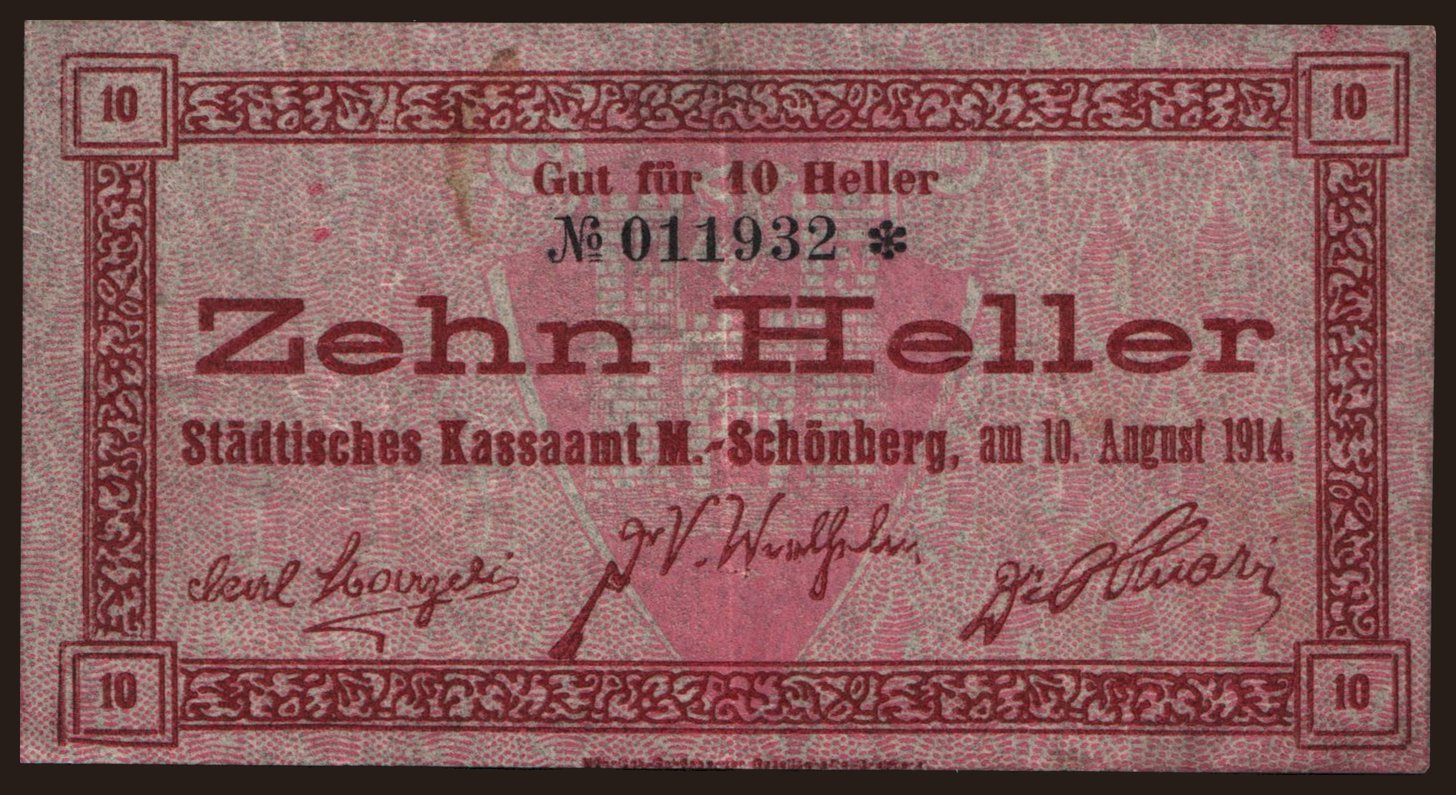 10 10
Gut für 10 Heller
№ 011932 *
Zehn Heller
Städtisches Kassaamt M.-Schönberg, am 10. August 1914.
10 10